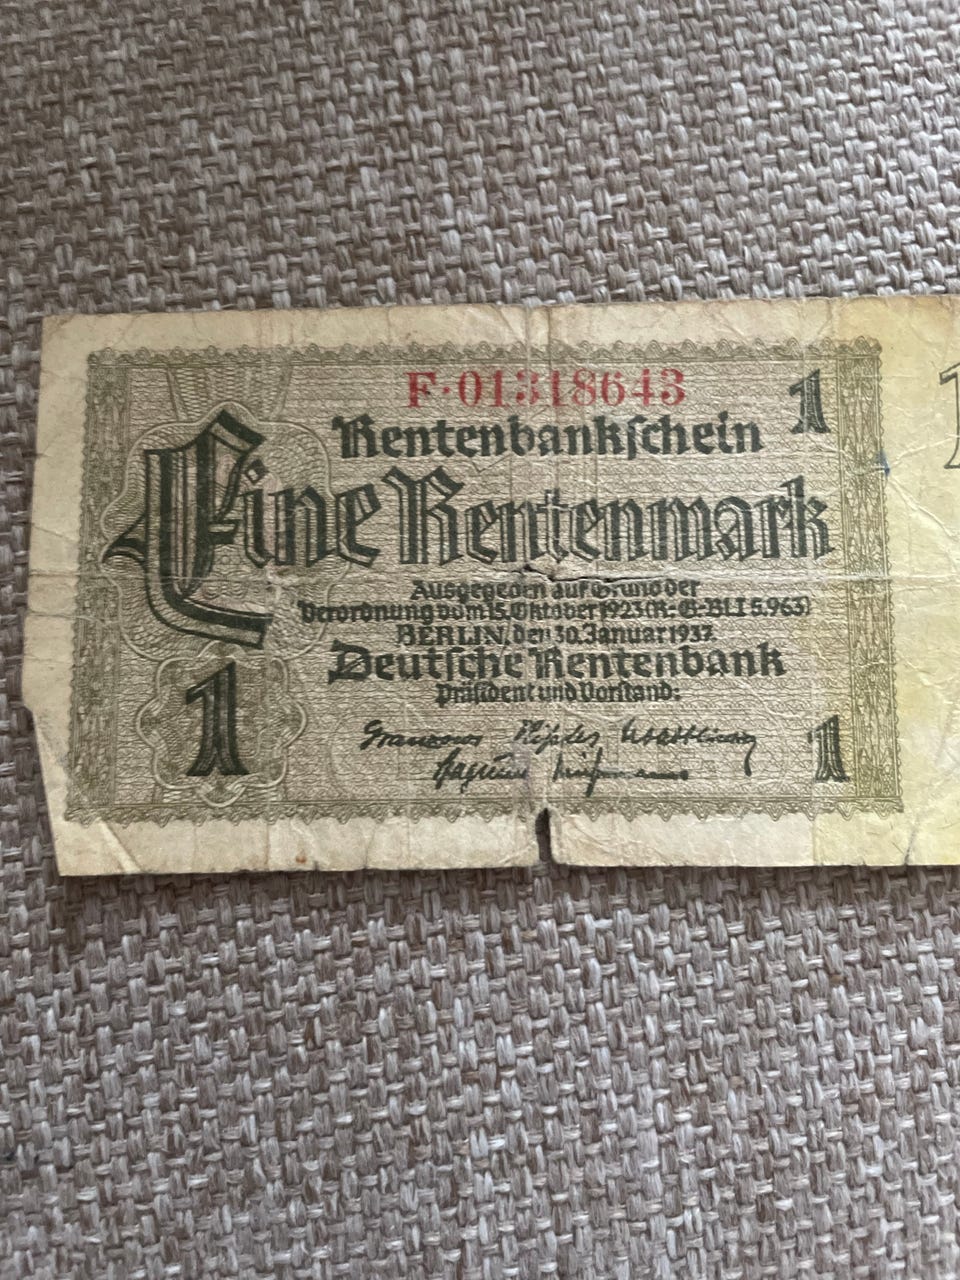 F·01318643
1
1
Rentenbankschein
Eine Rentenmark
Ausgegeben auf Grund der
Verordnung vom 15. Oktober 1923 (R-G-Bl.I S.963)
BERLIN, den 30. Januar 1937
Deutsche Rentenbank
Präsident und Vorstand:
1
1